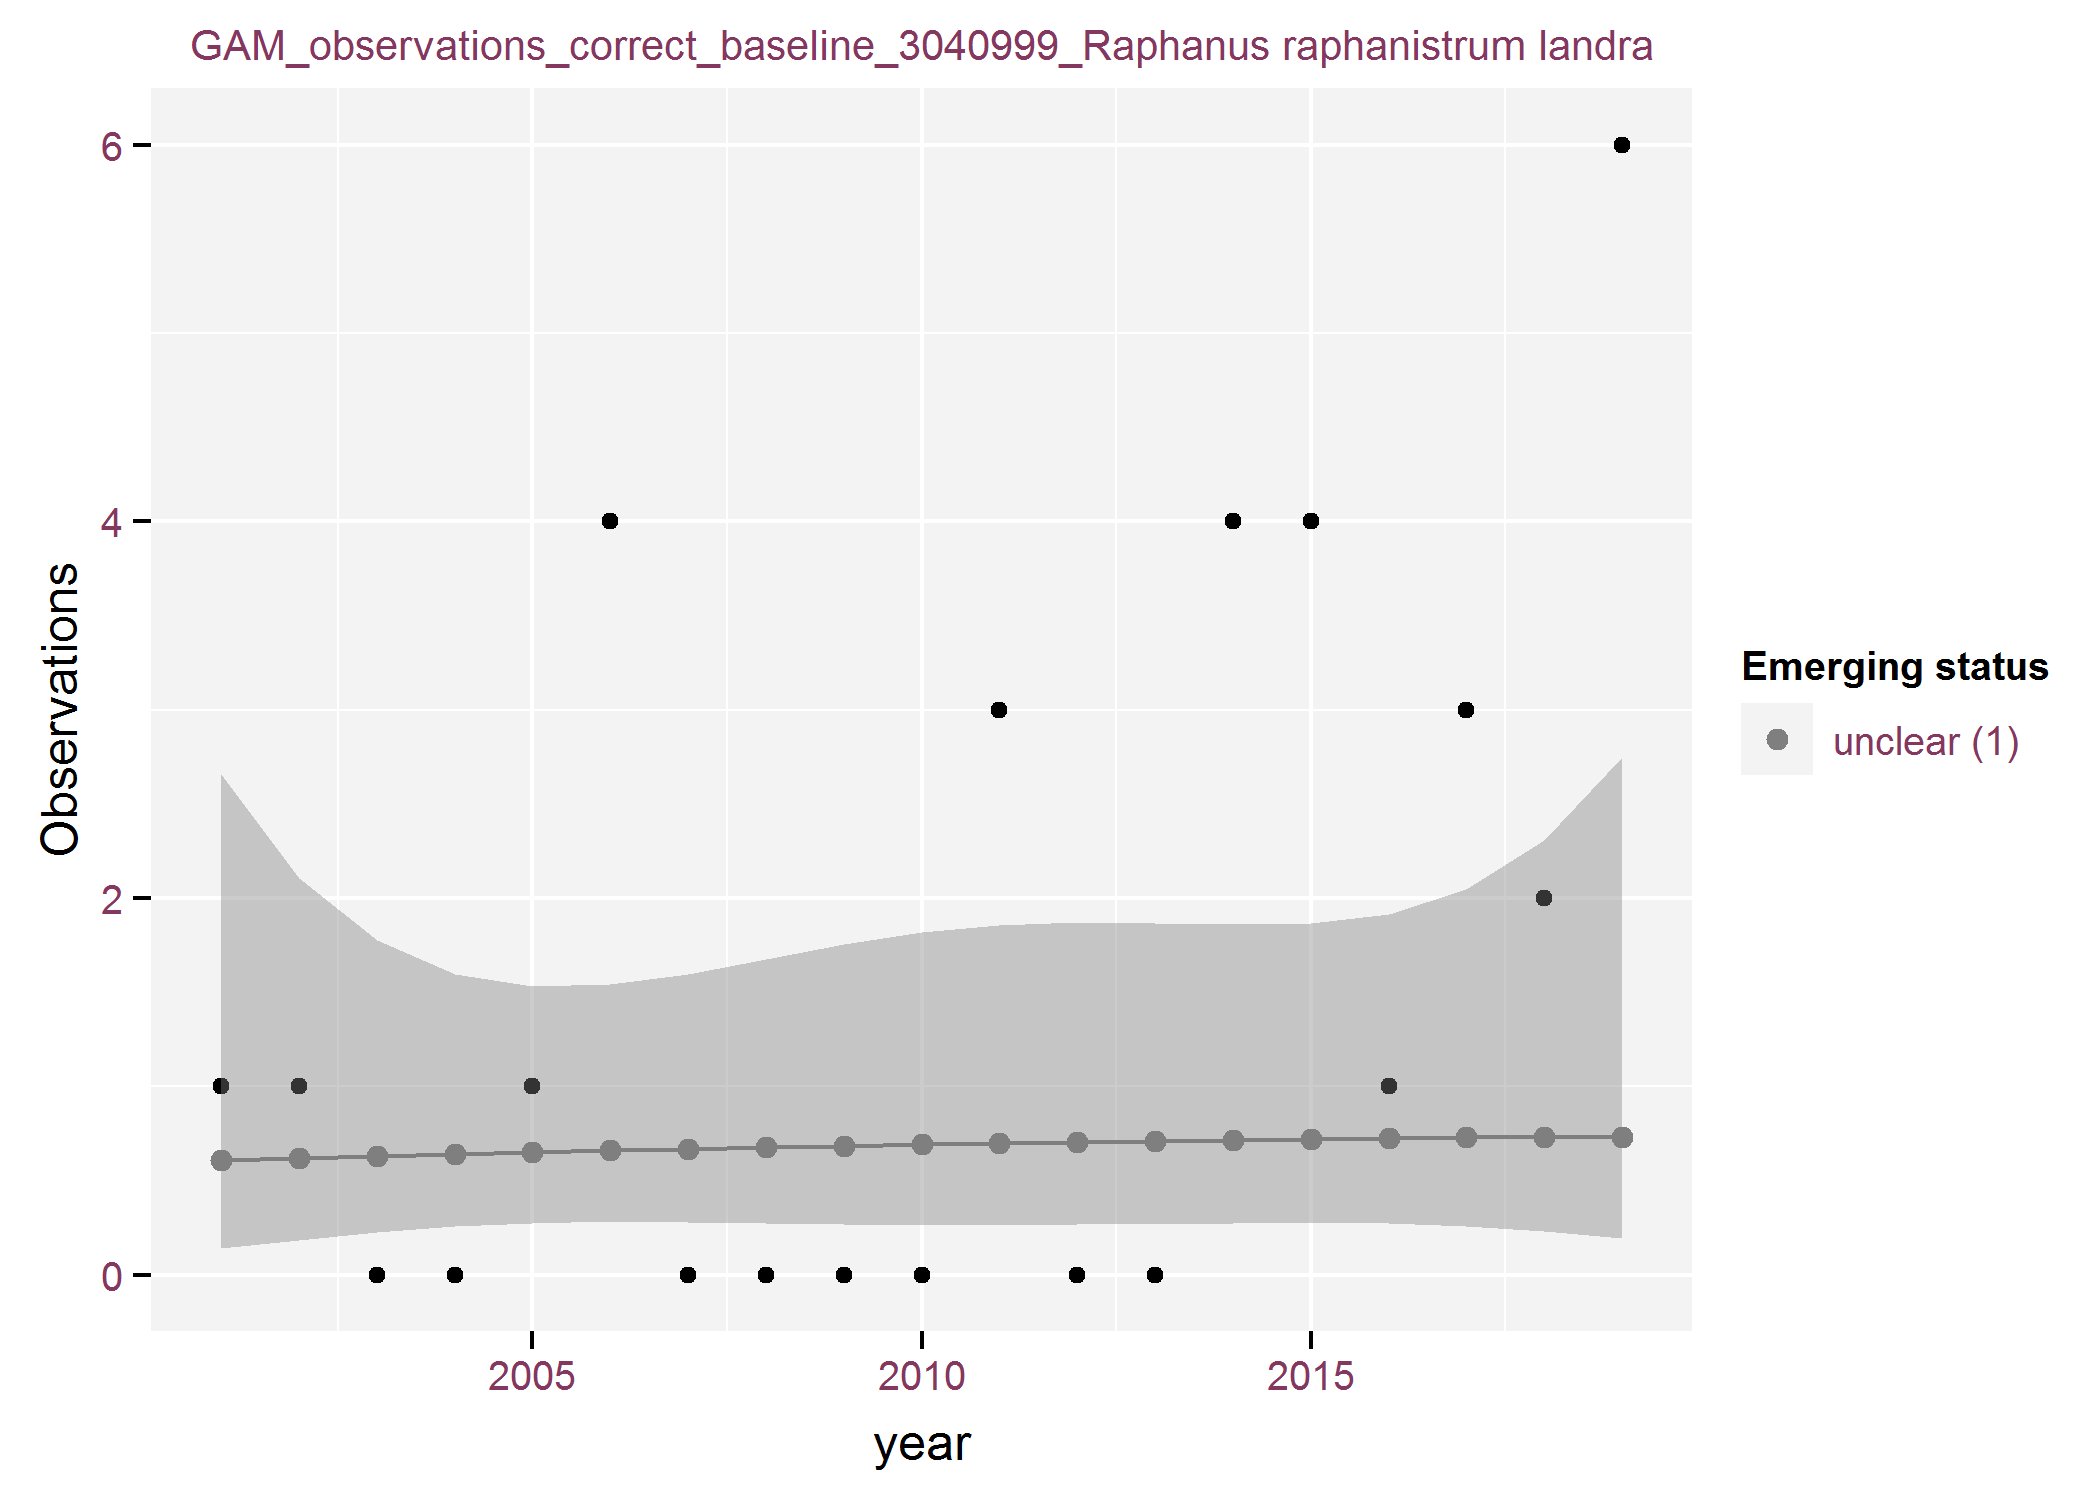 GAM_observations_correct_baseline_3040999_Raphanus raphanistrum landra
6
4
2
0
Observations
2005 2010 2015
year
Emerging status
unclear (1)